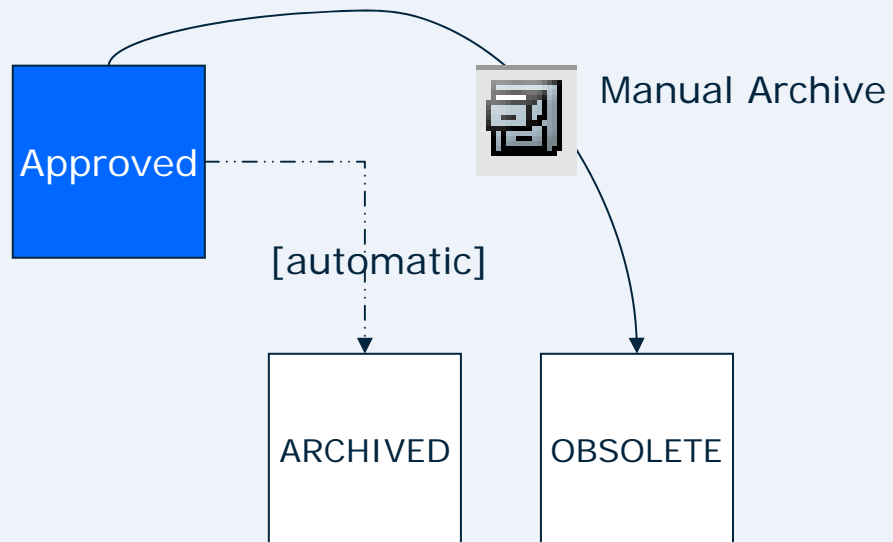 Manual Archive
Approved
[automatic]
ARCHIVED
OBSOLETE